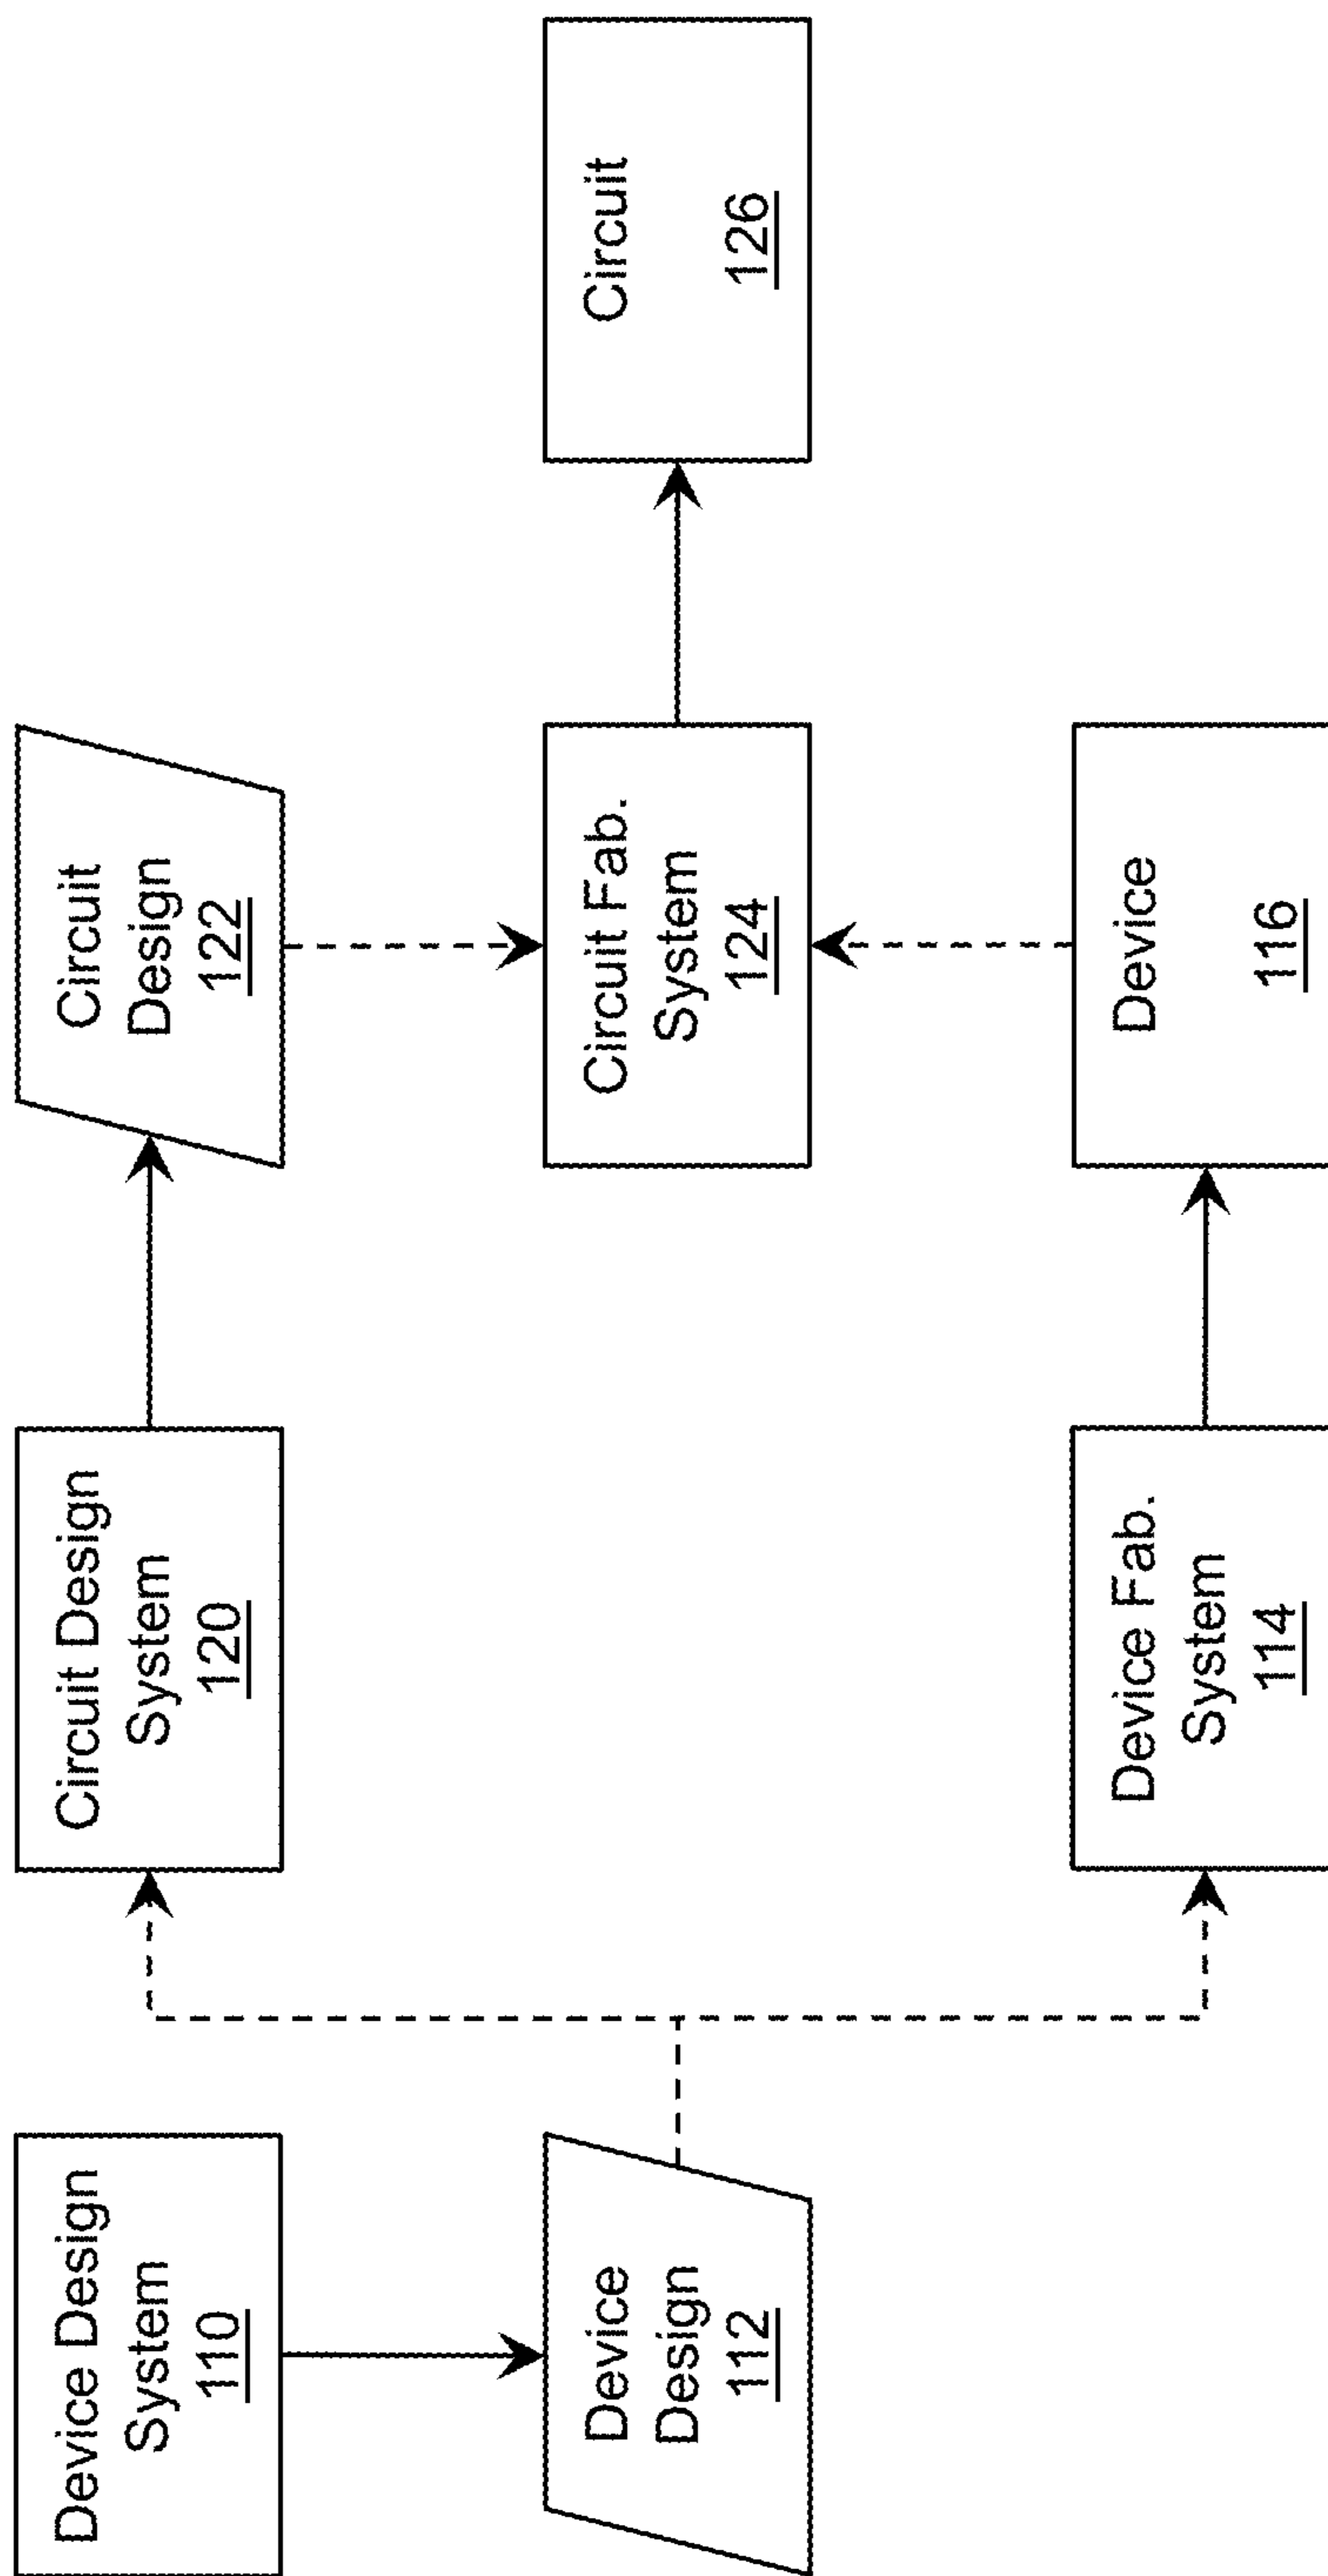 Device Design
System
110
Circuit Design
System
120
Circuit
Design
122
Device
Design
112
Circuit Fab.
System
124
Circuit
126
Device Fab.
System
114
Device
116